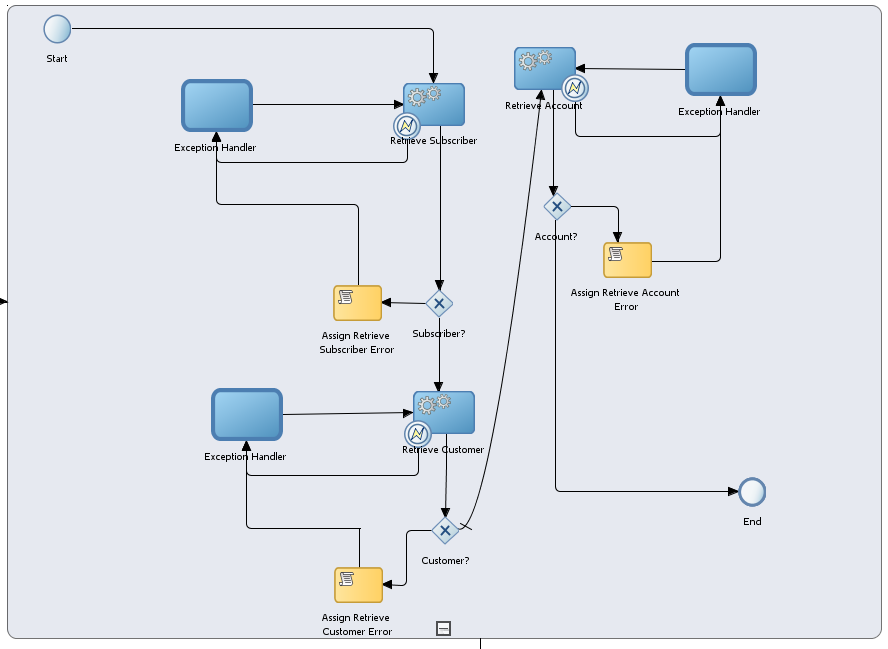 Start
Exception Handler
Retrieve Subscriber
Retrieve Account
Exception Handler
Account?
Assign Retrieve Account
Error
Assign Retrieve
Subscriber Error
Subscriber?
Exception Handler
Retrieve Customer
Customer?
Assign Retrieve
Customer Error
End